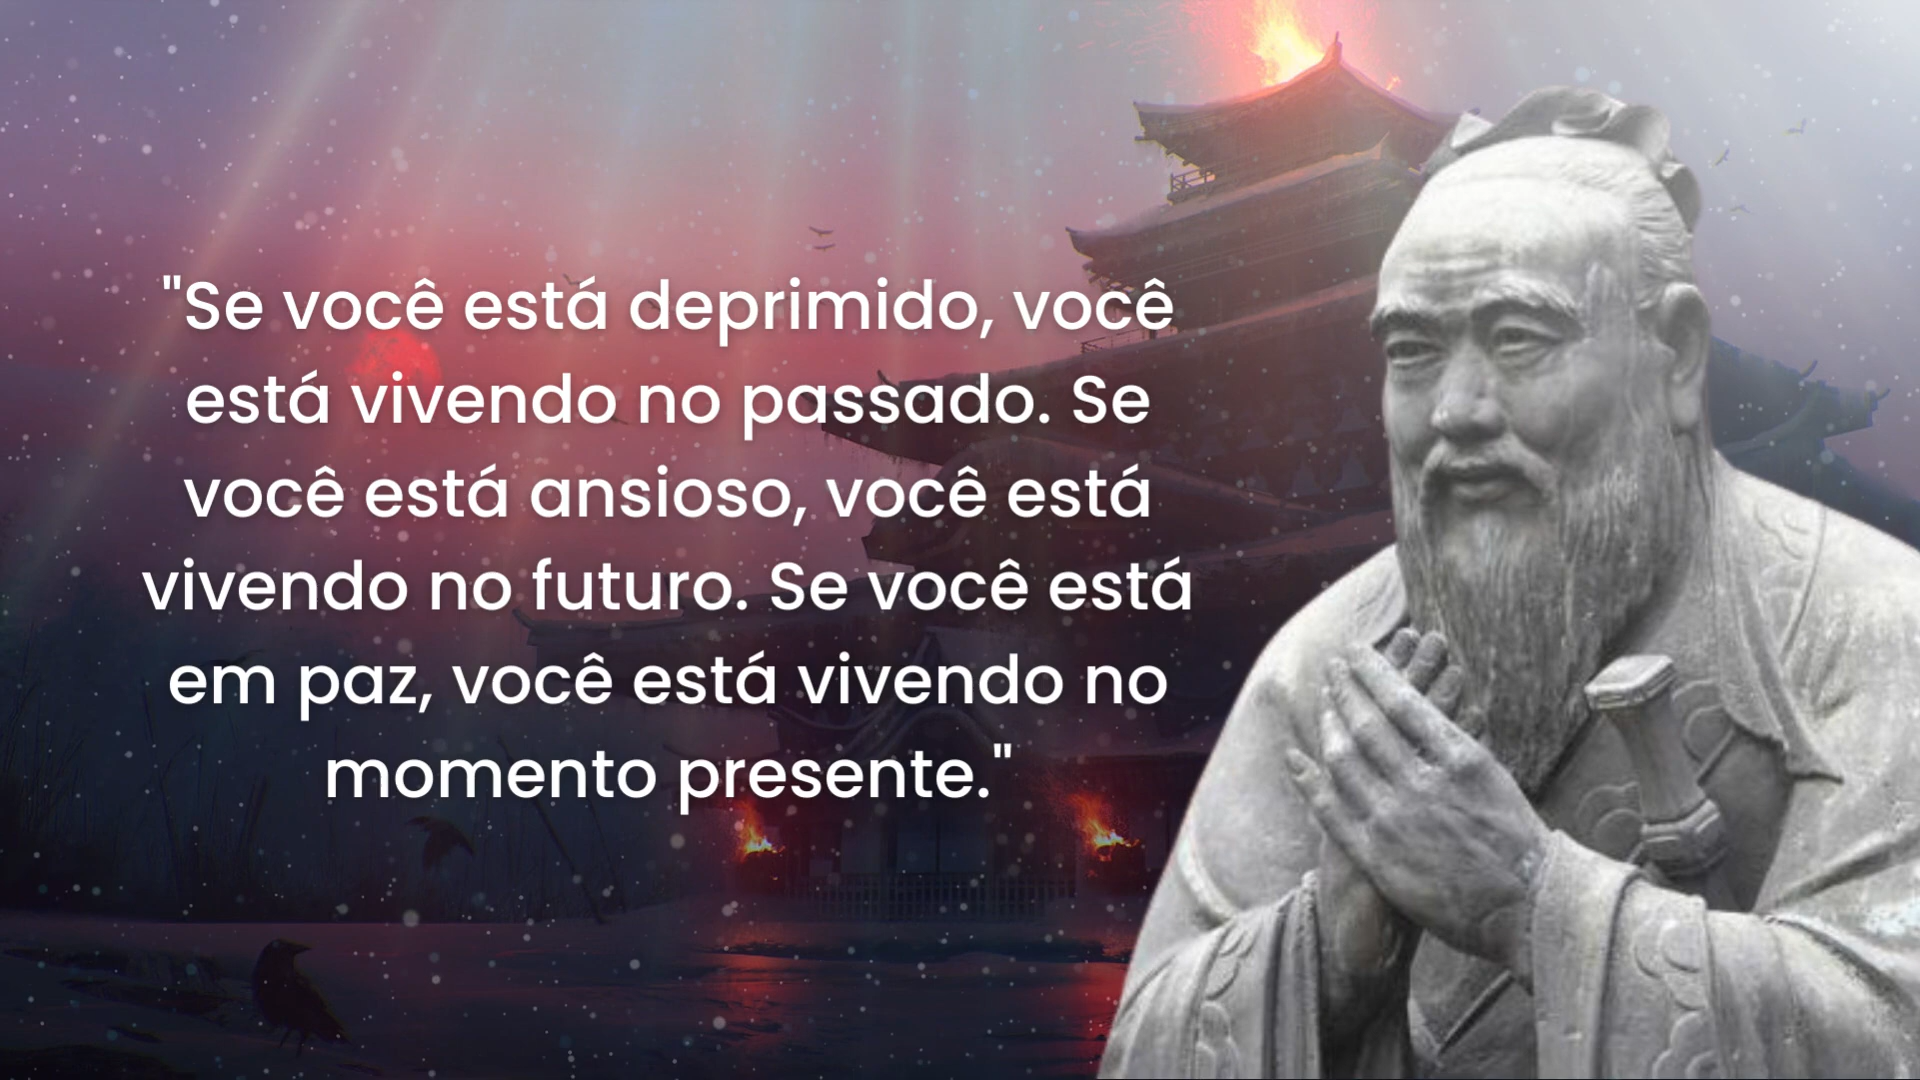 "Se você está deprimido, você
está vivendo no passado. Se
você está ansioso, você está
vivendo no futuro. Se você está
em paz, você está vivendo no
momento presente."